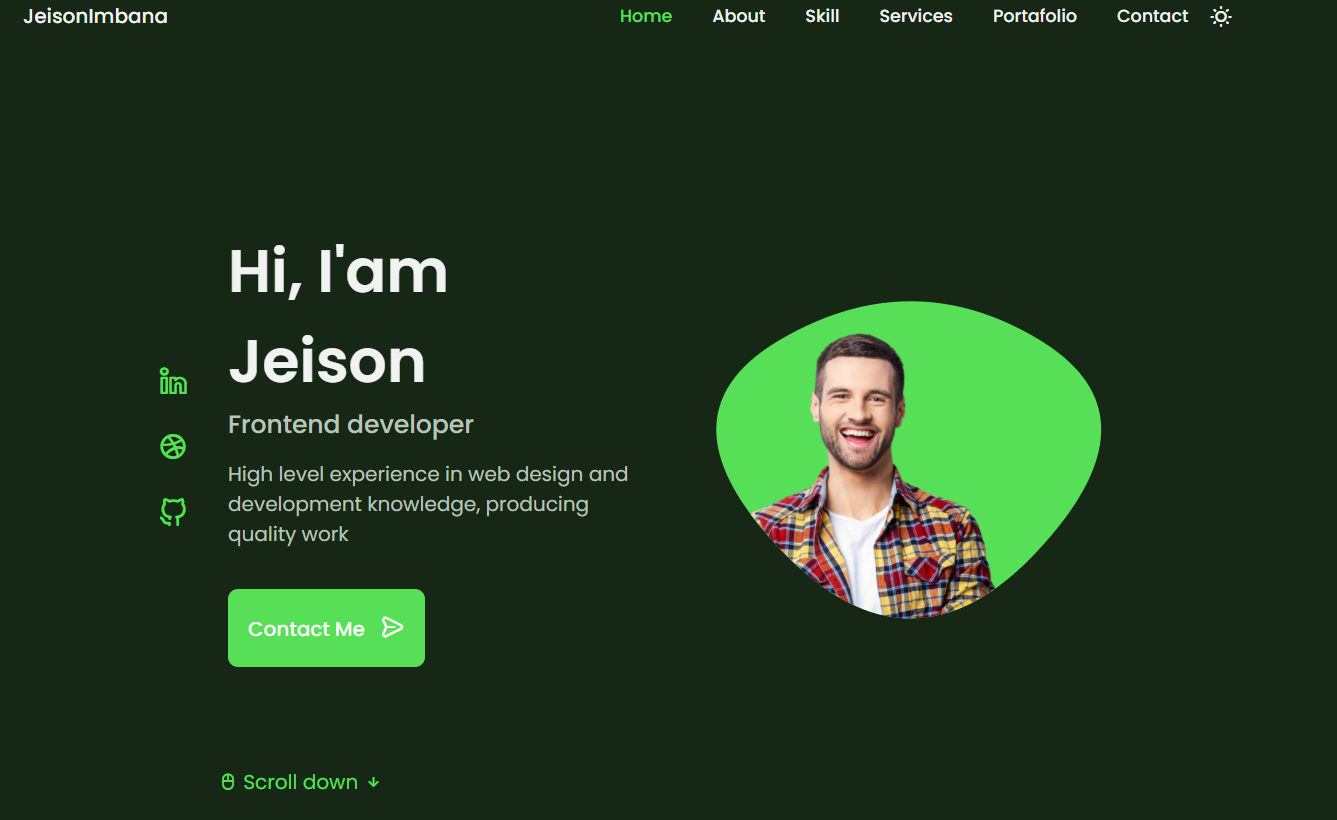 JeisonImbana
Home About Skill Services Portafolio Contact
Hi, I'am
Jeison
Frontend developer
High level experience in web design and
development knowledge, producing
quality work
Contact Me
Scroll down